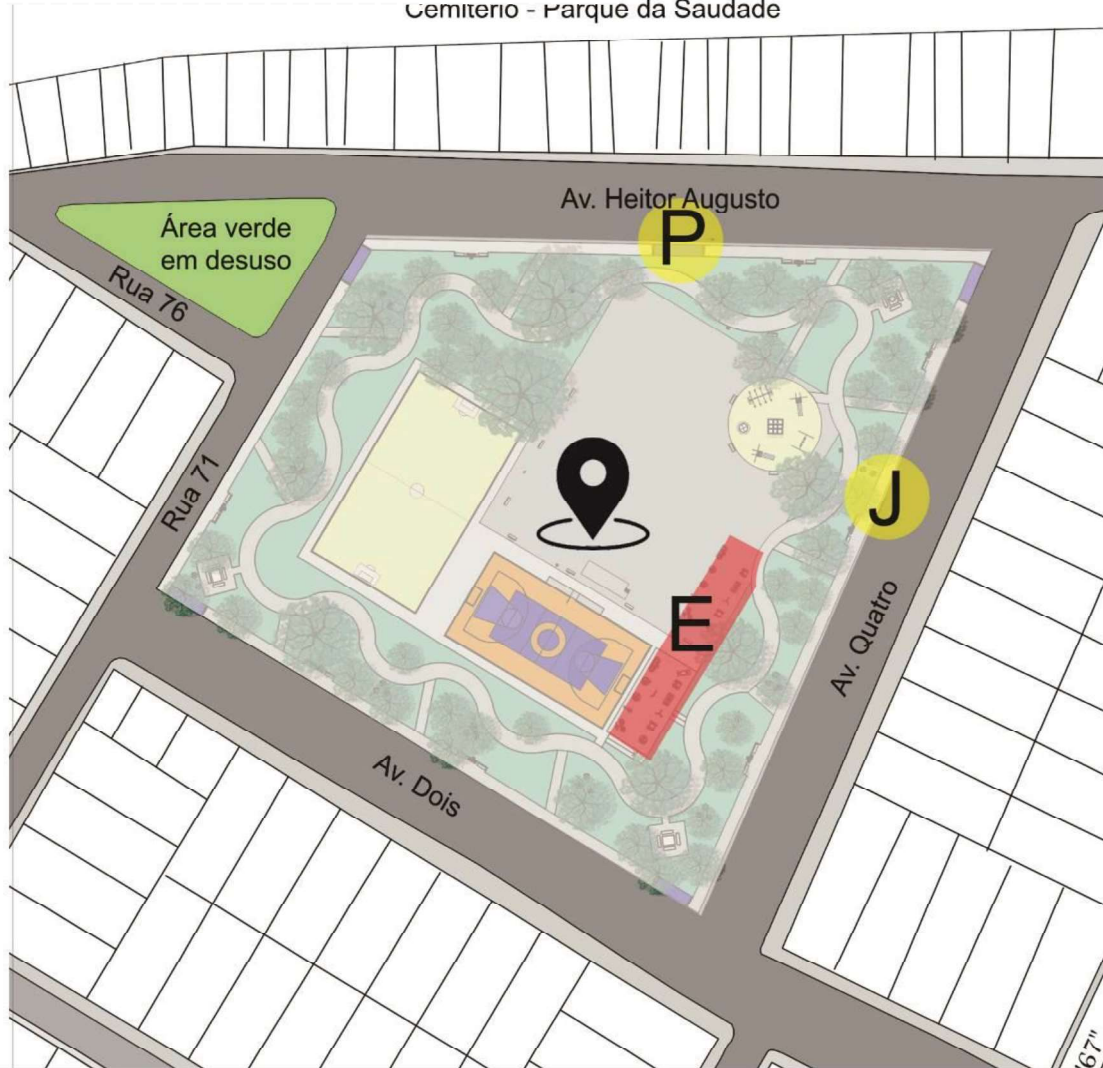 Cemitério - Parque da Saudade
Av. Heitor Augusto
P
Área verde
em desuso
Rua 76
Rua 71
J
E
Av. Quatro
Av. Dois
67"